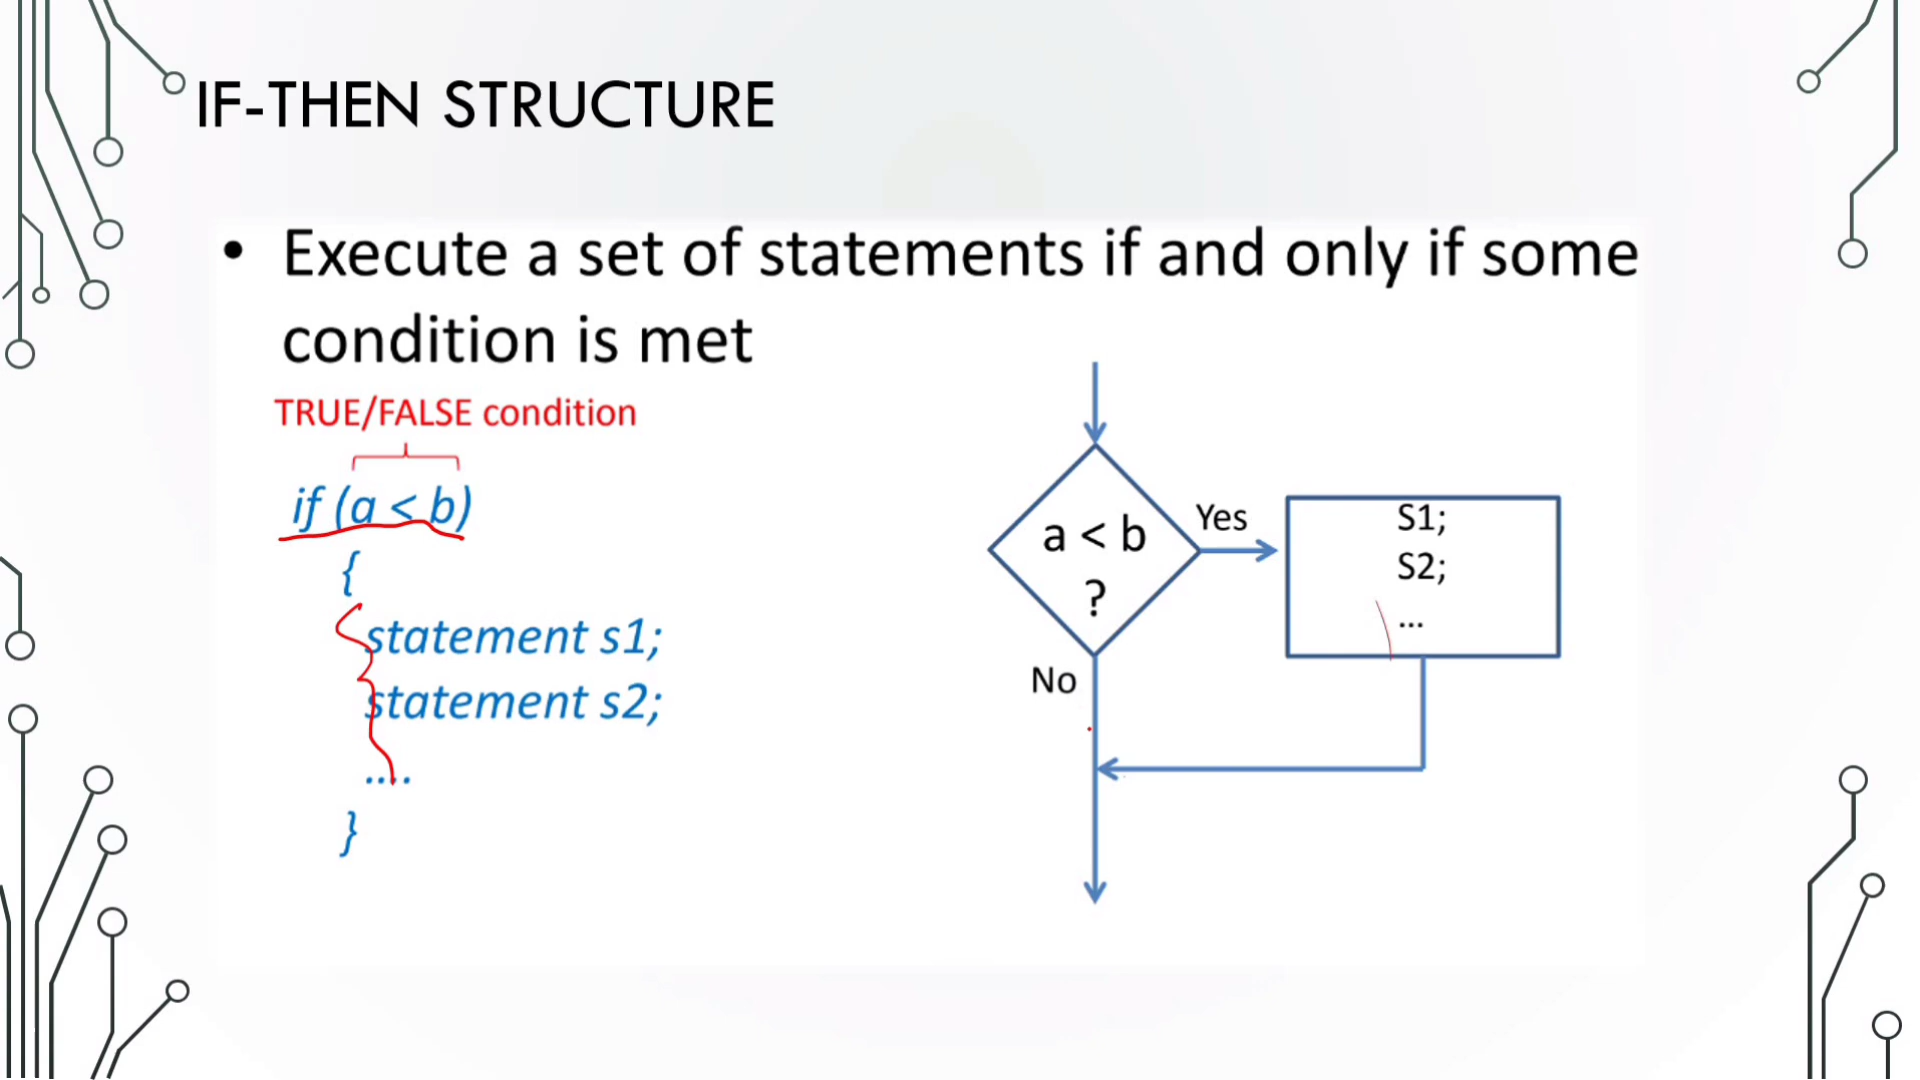 IF-THEN STRUCTURE
• Execute a set of statements if and only if some
condition is met
TRUE/FALSE condition
if (a < b)
{
statement s1;
statement s2;
....
}
a < b
?
Yes
No
S1;
S2;
...